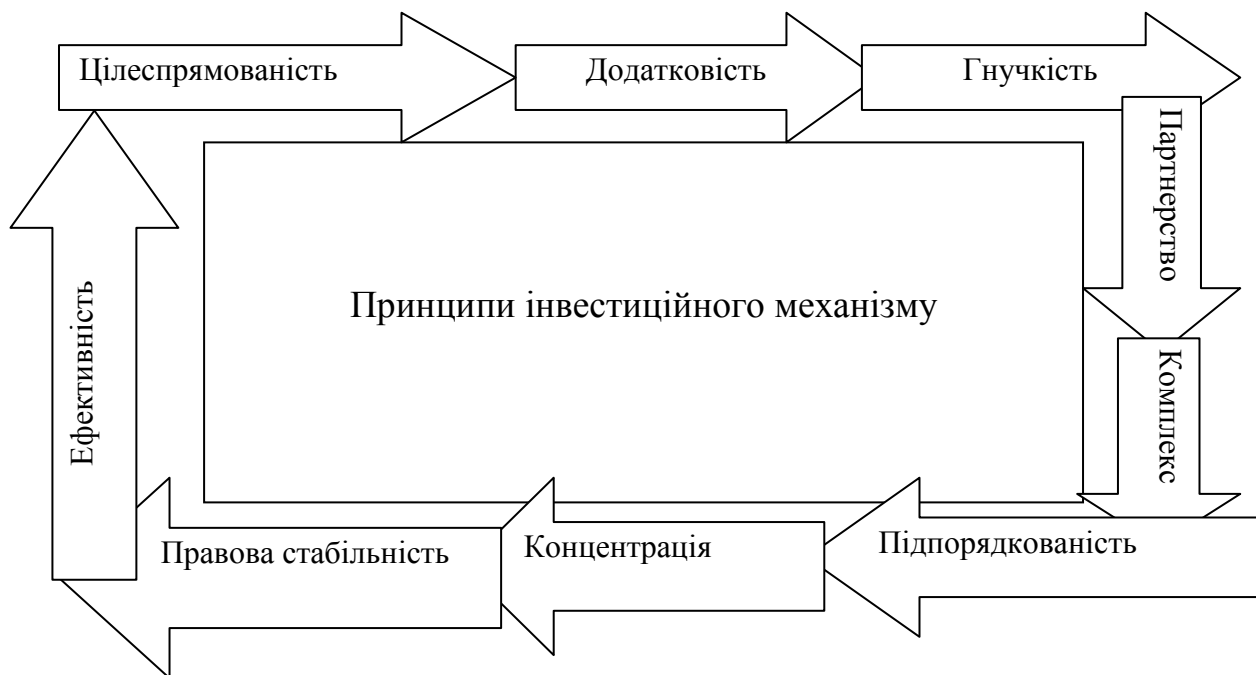 Цілеспрямованість
Додатковість
Гнучкість
Партнерство
Комплекс
Принципи інвестиційного механізму
Підпорядкованість
Концентрація
Правова стабільність
Ефективність